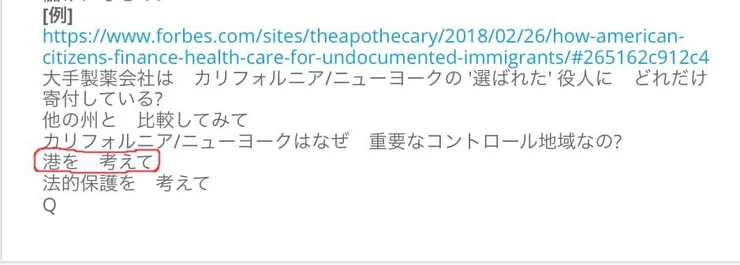 [例]
https://www.forbes.com/sites/theapothecary/2018/02/26/how-american-
citizens-finance-health-care-for-undocumented-immigrants/#265162c912c4
大手製薬会社は　カリフォルニア/ニューヨークの '選ばれた' 役人に　どれだけ
寄付している?
他の州と　比較してみて
カリフォルニア/ニューヨークはなぜ　重要なコントロール地域なの?
港を　考えて
法的保護を　考えて
Q